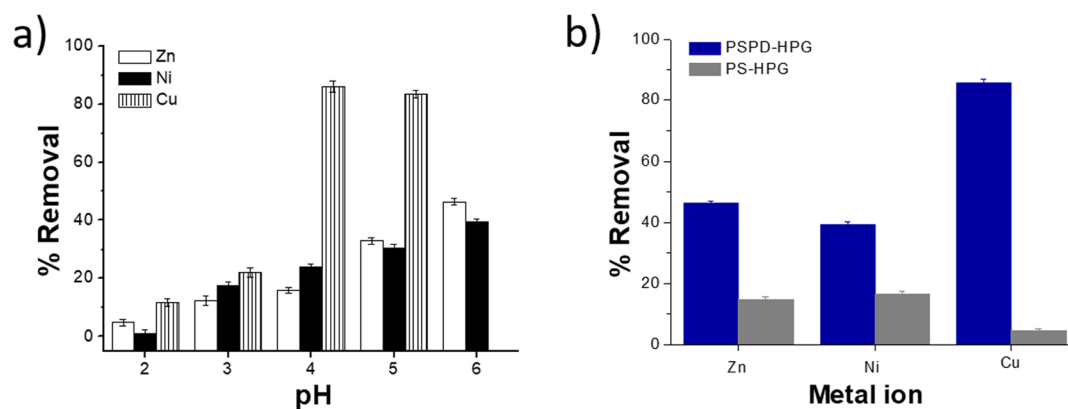 a)
Zn
Ni
Cu
% Removal
100
80
60
40
20
0
2 3 4 5 6
pH
b)
PSPD-HPG
PS-HPG
% Removal
100
80
60
40
20
0
Zn Ni Cu
Metal ion